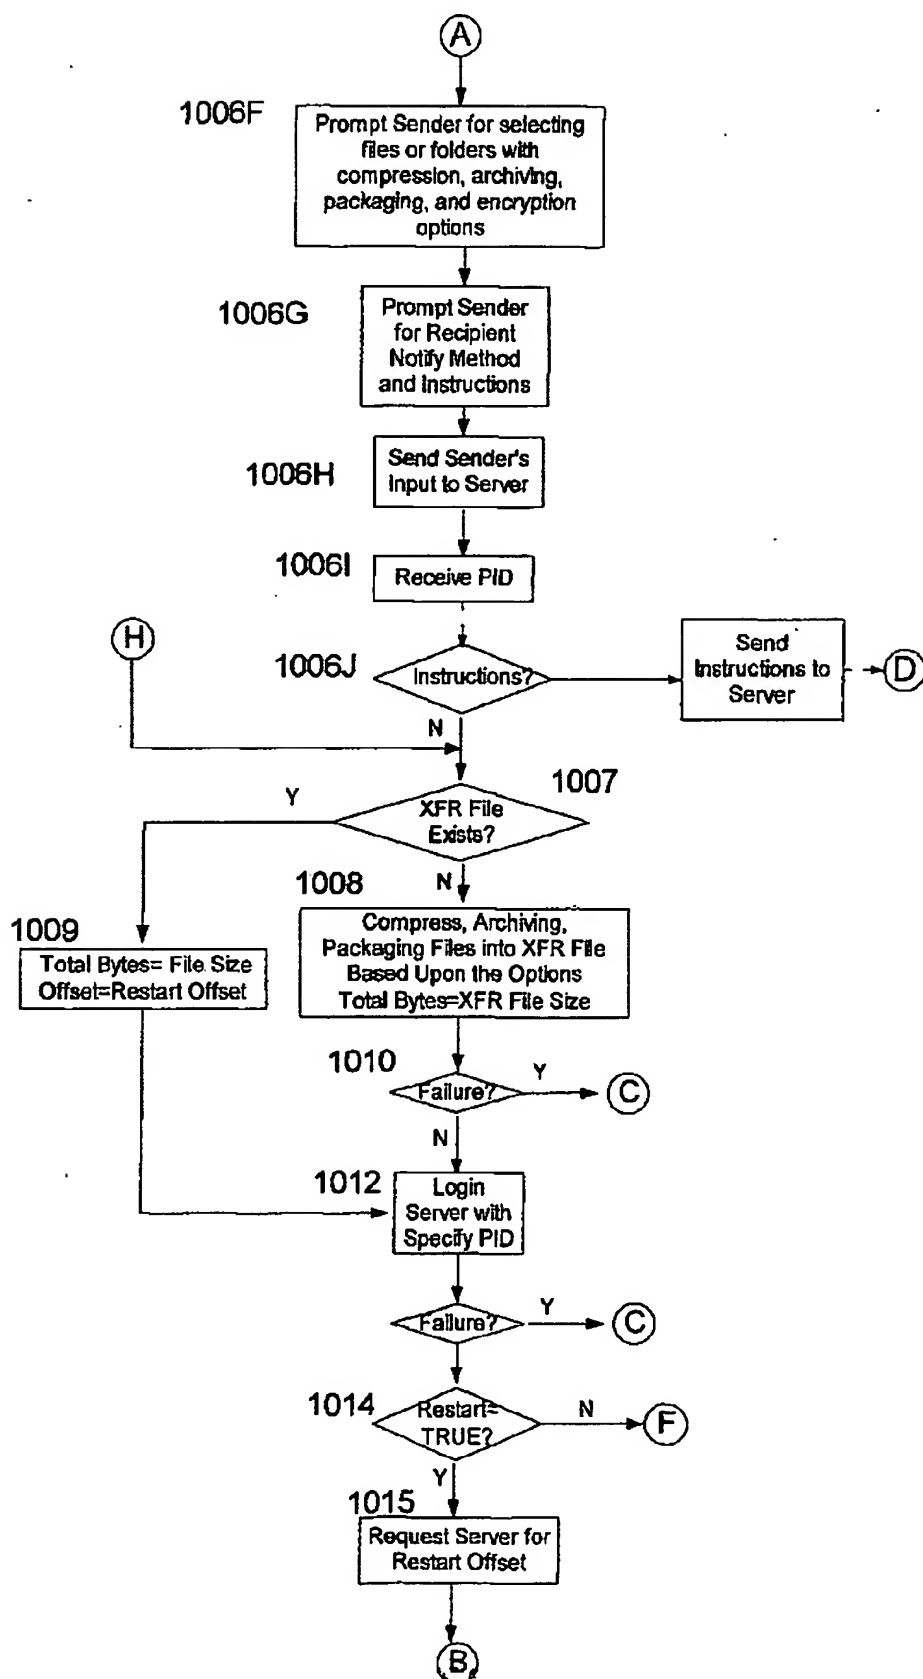 A
1006F
Prompt Sender for selecting
files or folders with
compression, archiving,
packaging, and encryption
options
1006G
Prompt Sender
for Recipient
Notify Method
and Instructions
1006H
Send Sender's
Input to Server
1006I
Receive PID
H
1006J
Instructions?
Send
Instructions to
Server
D
N
1007
Y
XFR File
Exists?
N
1008
Compress, Archiving,
Packaging Files into XFR File
Based Upon the Options
Total Bytes=XFR File Size
1009
Total Bytes= File Size
Offset=Restart Offset
1010
Failure?
Y
C
N
1012
Login
Server with
Specify PID
Failure?
Y
C
1014
Restart=
TRUE?
N
F
Y
1015
Request Server for
Restart Offset
B